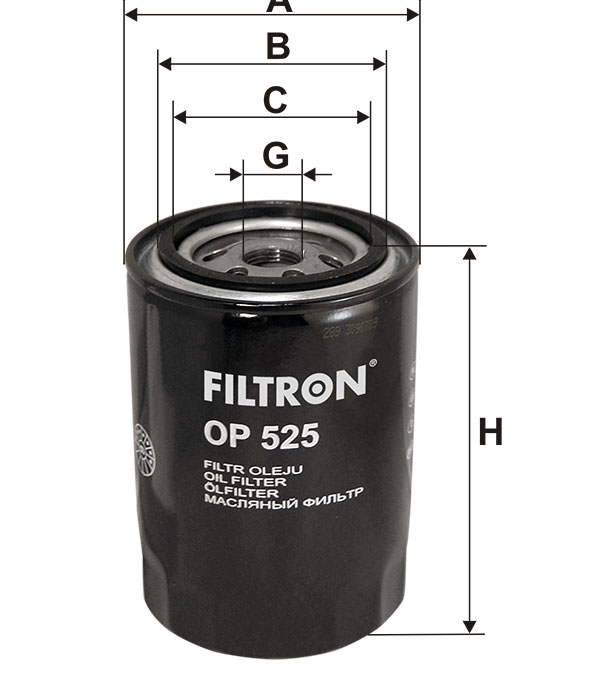 A
B
C
G
H
FILTRON®
OP 525
FILTR OLEJU
OIL FILTER
ÖLFILTER
МАСЛЯНЫЙ ФИЛЬТР